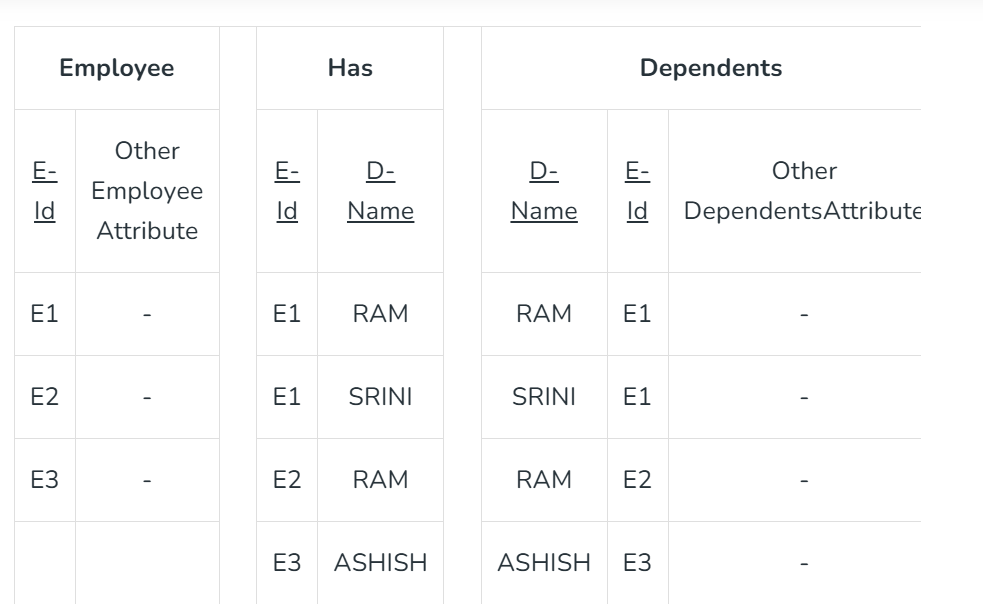 Employee Has Dependents
E-
Id
Other
Employee
Attribute
E-
Id
D-
Name
D-
Name
E-
Id
Other
DependentsAttribute
E1 - E1 RAM RAM E1 -
E2 - E1 SRINI SRINI E1 -
E3 - E2 RAM RAM E2 -
E3 ASHISH ASHISH E3 -